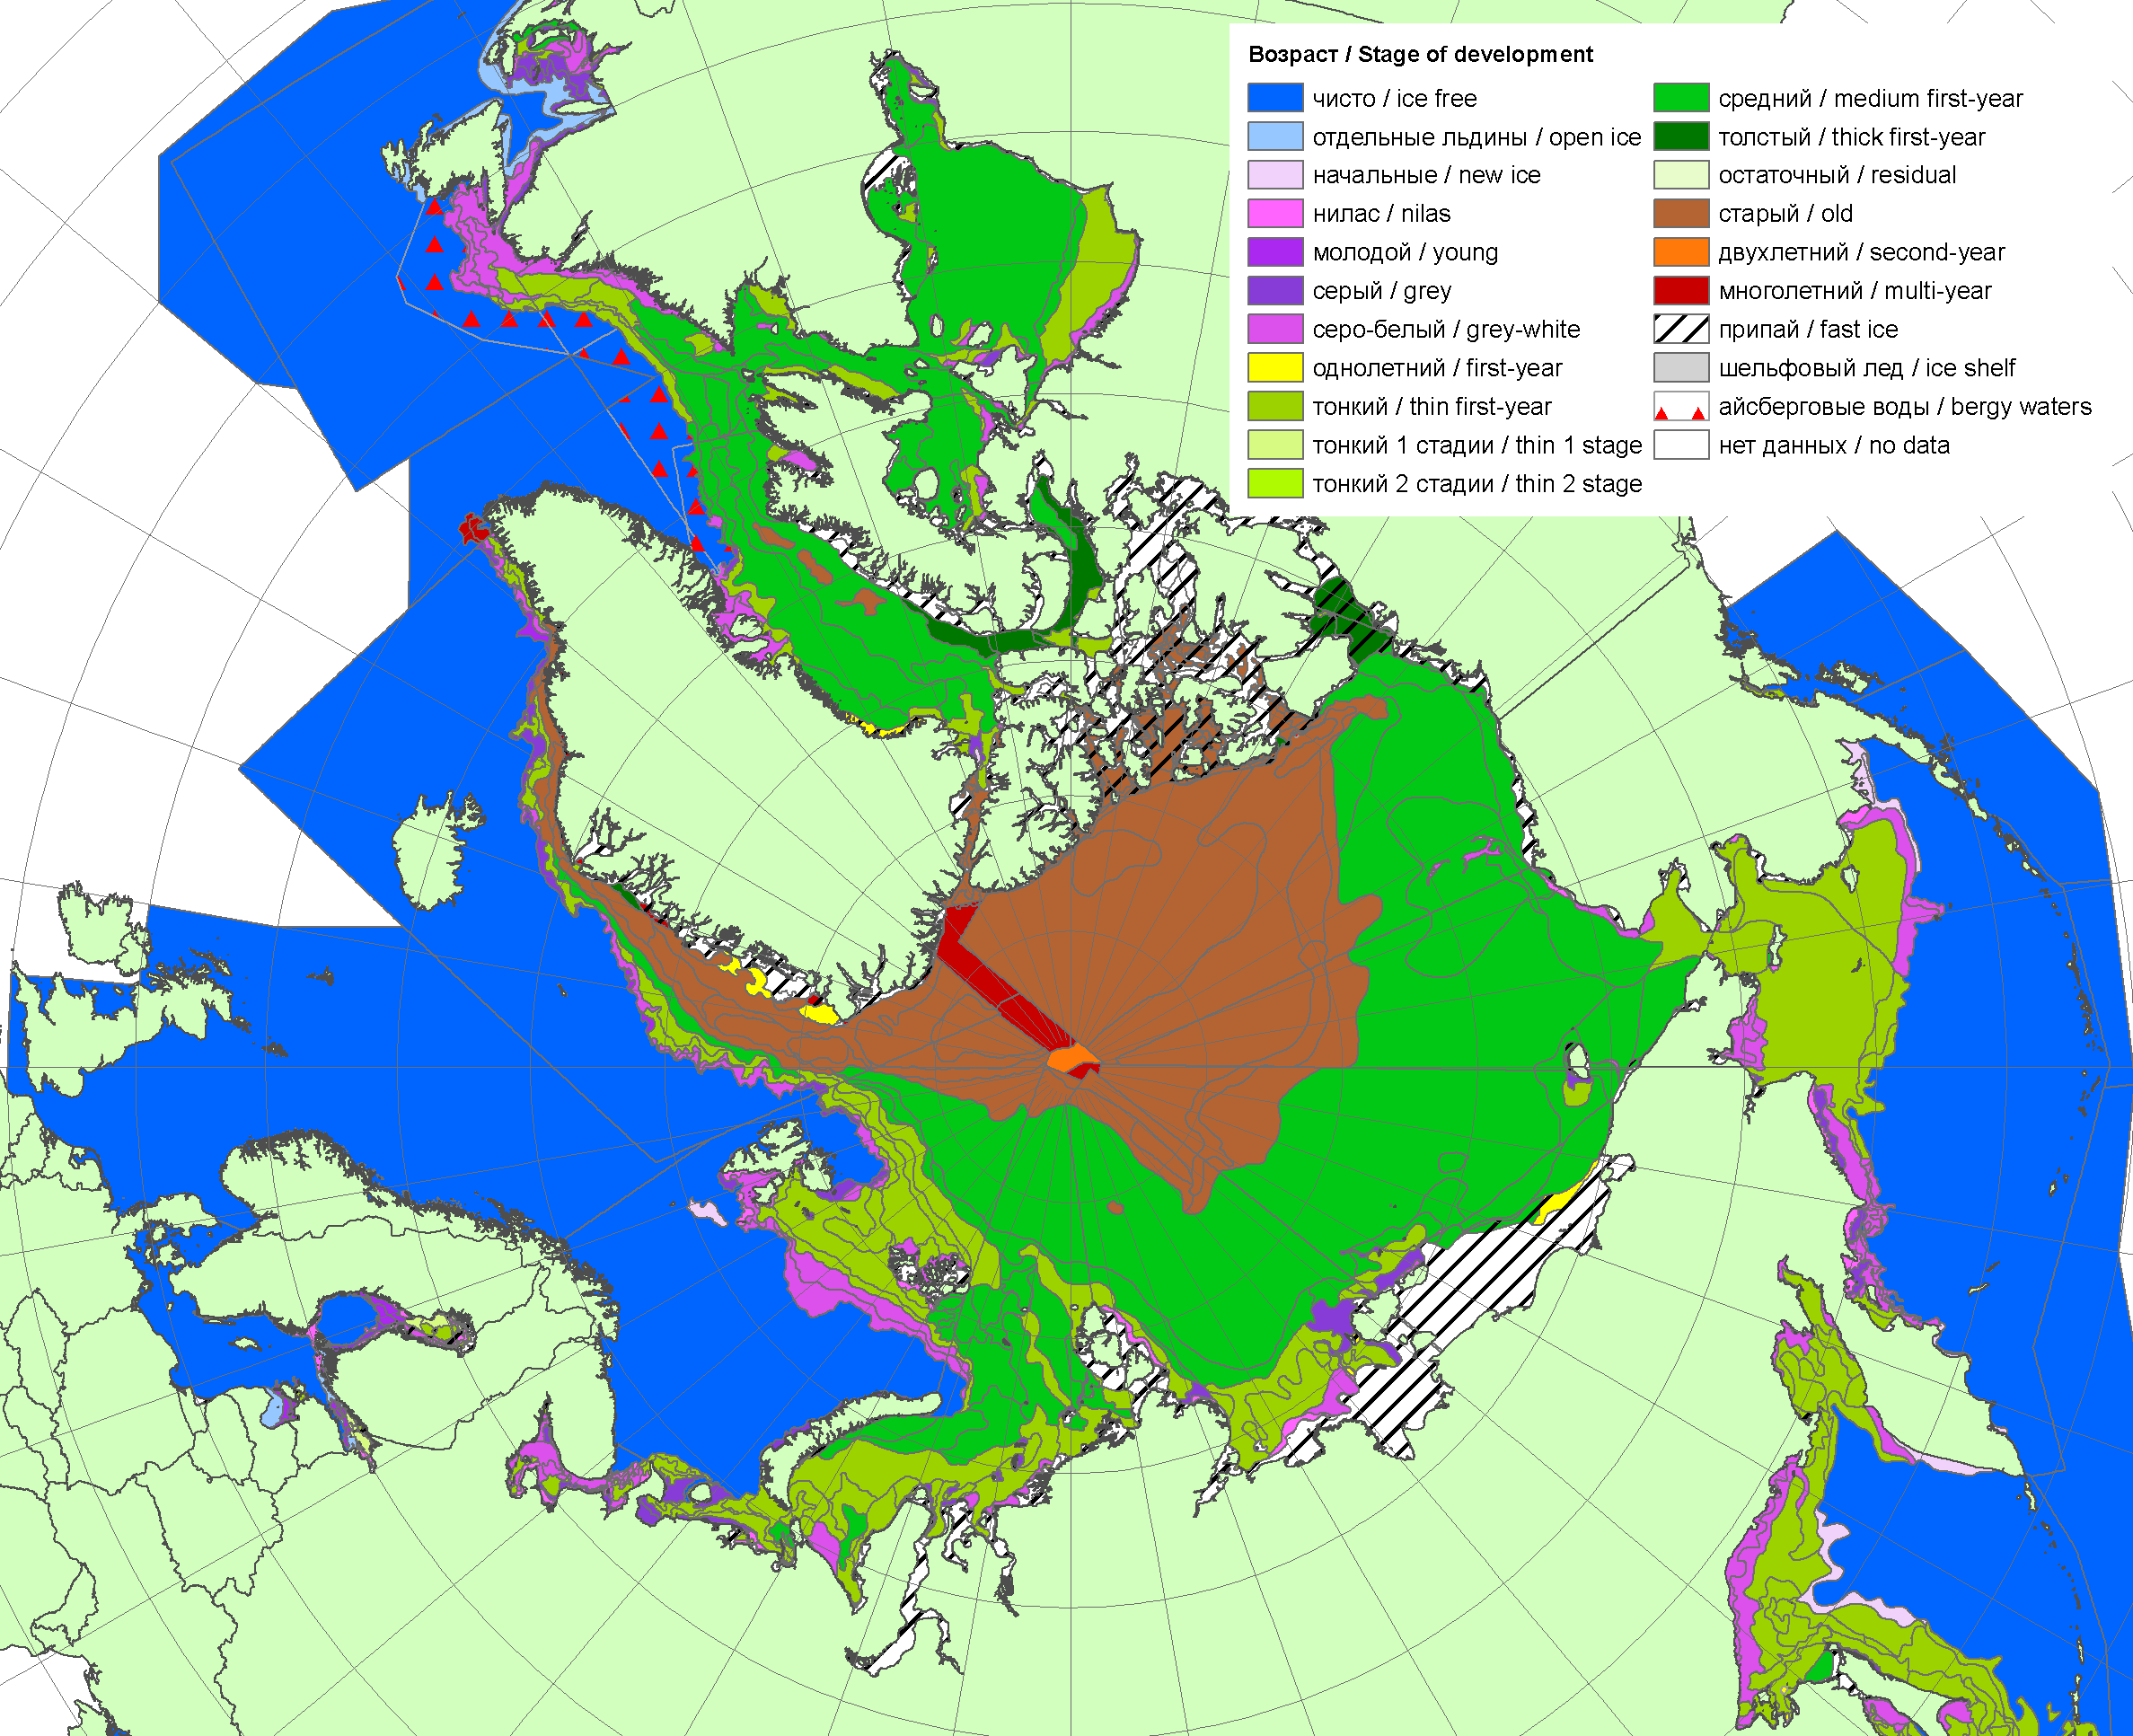 Возраст / Stage of development
чисто / ice free
отдельные льдины / open ice
начальные / new ice
нилас / nilas
молодой / young
серый / grey
серо-белый / grey-white
однолетний / first-year
тонкий / thin first-year
тонкий 1 стадии / thin 1 stage
тонкий 2 стадии / thin 2 stage
средний / medium first-year
толстый / thick first-year
остаточный / residual
старый / old
двухлетний / second-year
многолетний / multi-year
припай / fast ice
шельфовый лед / ice shelf
айсберговые воды / bergy waters
нет данных / no data